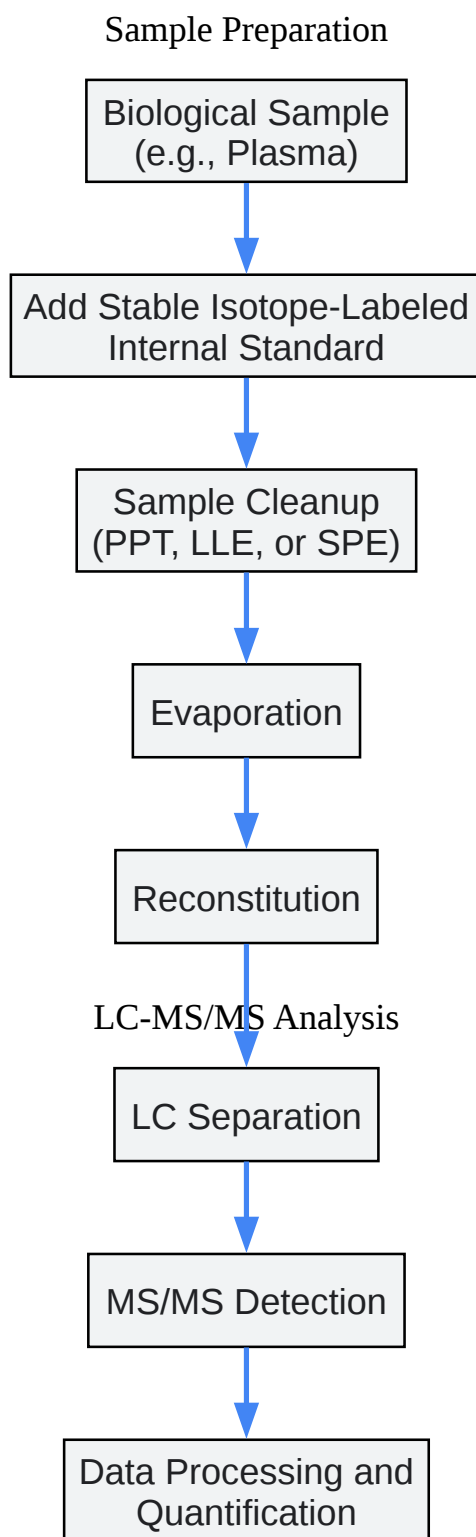 Sample Preparation
Biological Sample
(e.g., Plasma)
Add Stable Isotope-Labeled
Internal Standard
Sample Cleanup
(PPT, LLE, or SPE)
Evaporation
Reconstitution
LC-MS/MS Analysis
LC Separation
MS/MS Detection
Data Processing and
Quantification